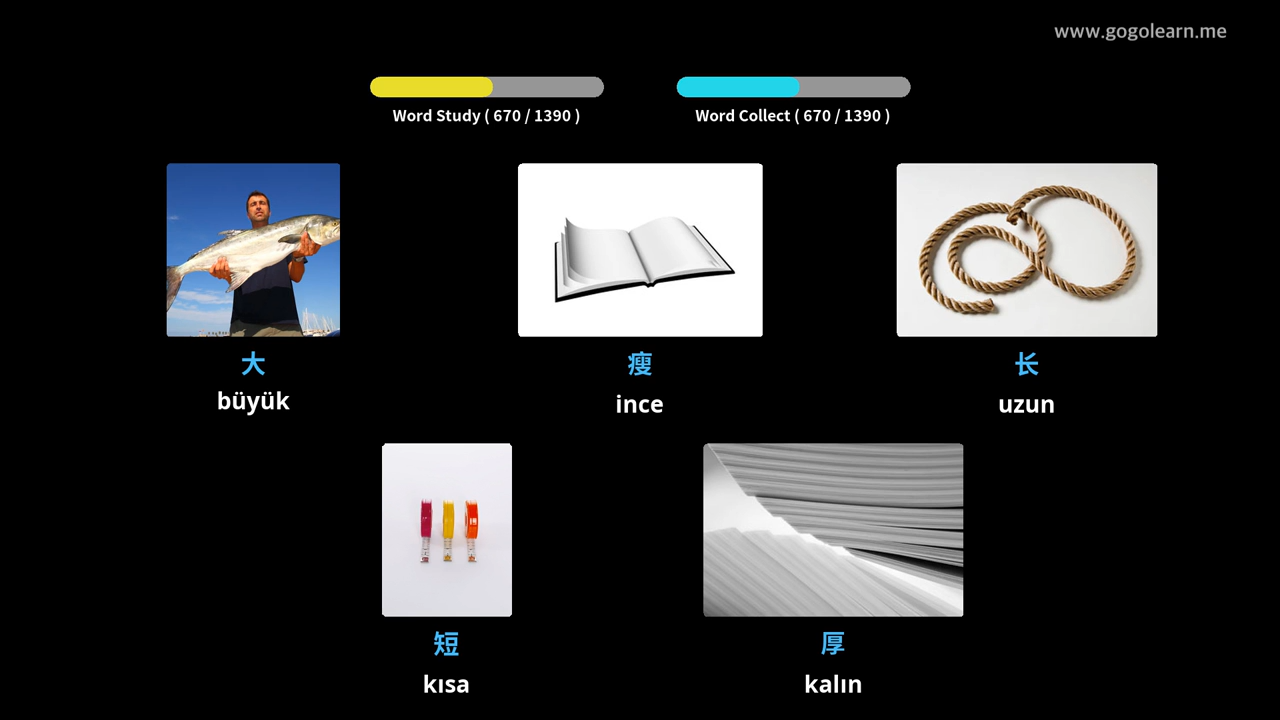 www.gogolearn.me
Word Study ( 670 / 1390 )
Word Collect ( 670 / 1390 )
大
büyük
瘦
ince
长
uzun
短
kısa
厚
kalın